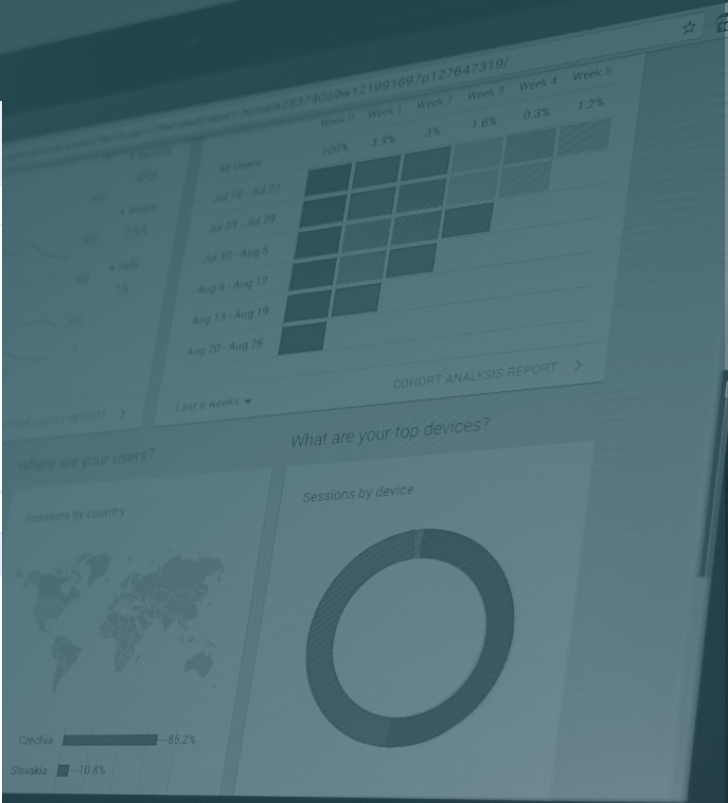 a28374059w121991697p127647319/
Week 0 Week 1 Week 2 Week 3 Week 4 Week 5
All Users 100% 3.9% 3% 1.6% 0.3% 1.2%
Jul 16 - Jul 22
Jul 23 - Jul 29
Jul 30 - Aug 5
Aug 6 - Aug 12
Aug 13 - Aug 19
Aug 20 - Aug 26
Last 6 weeks
COHORT ANALYSIS REPORT
USERS REPORT
Where are your users?
What are your top devices?
Sessions by country
Sessions by device
Czechia 85.2%
Slovakia 10.8%